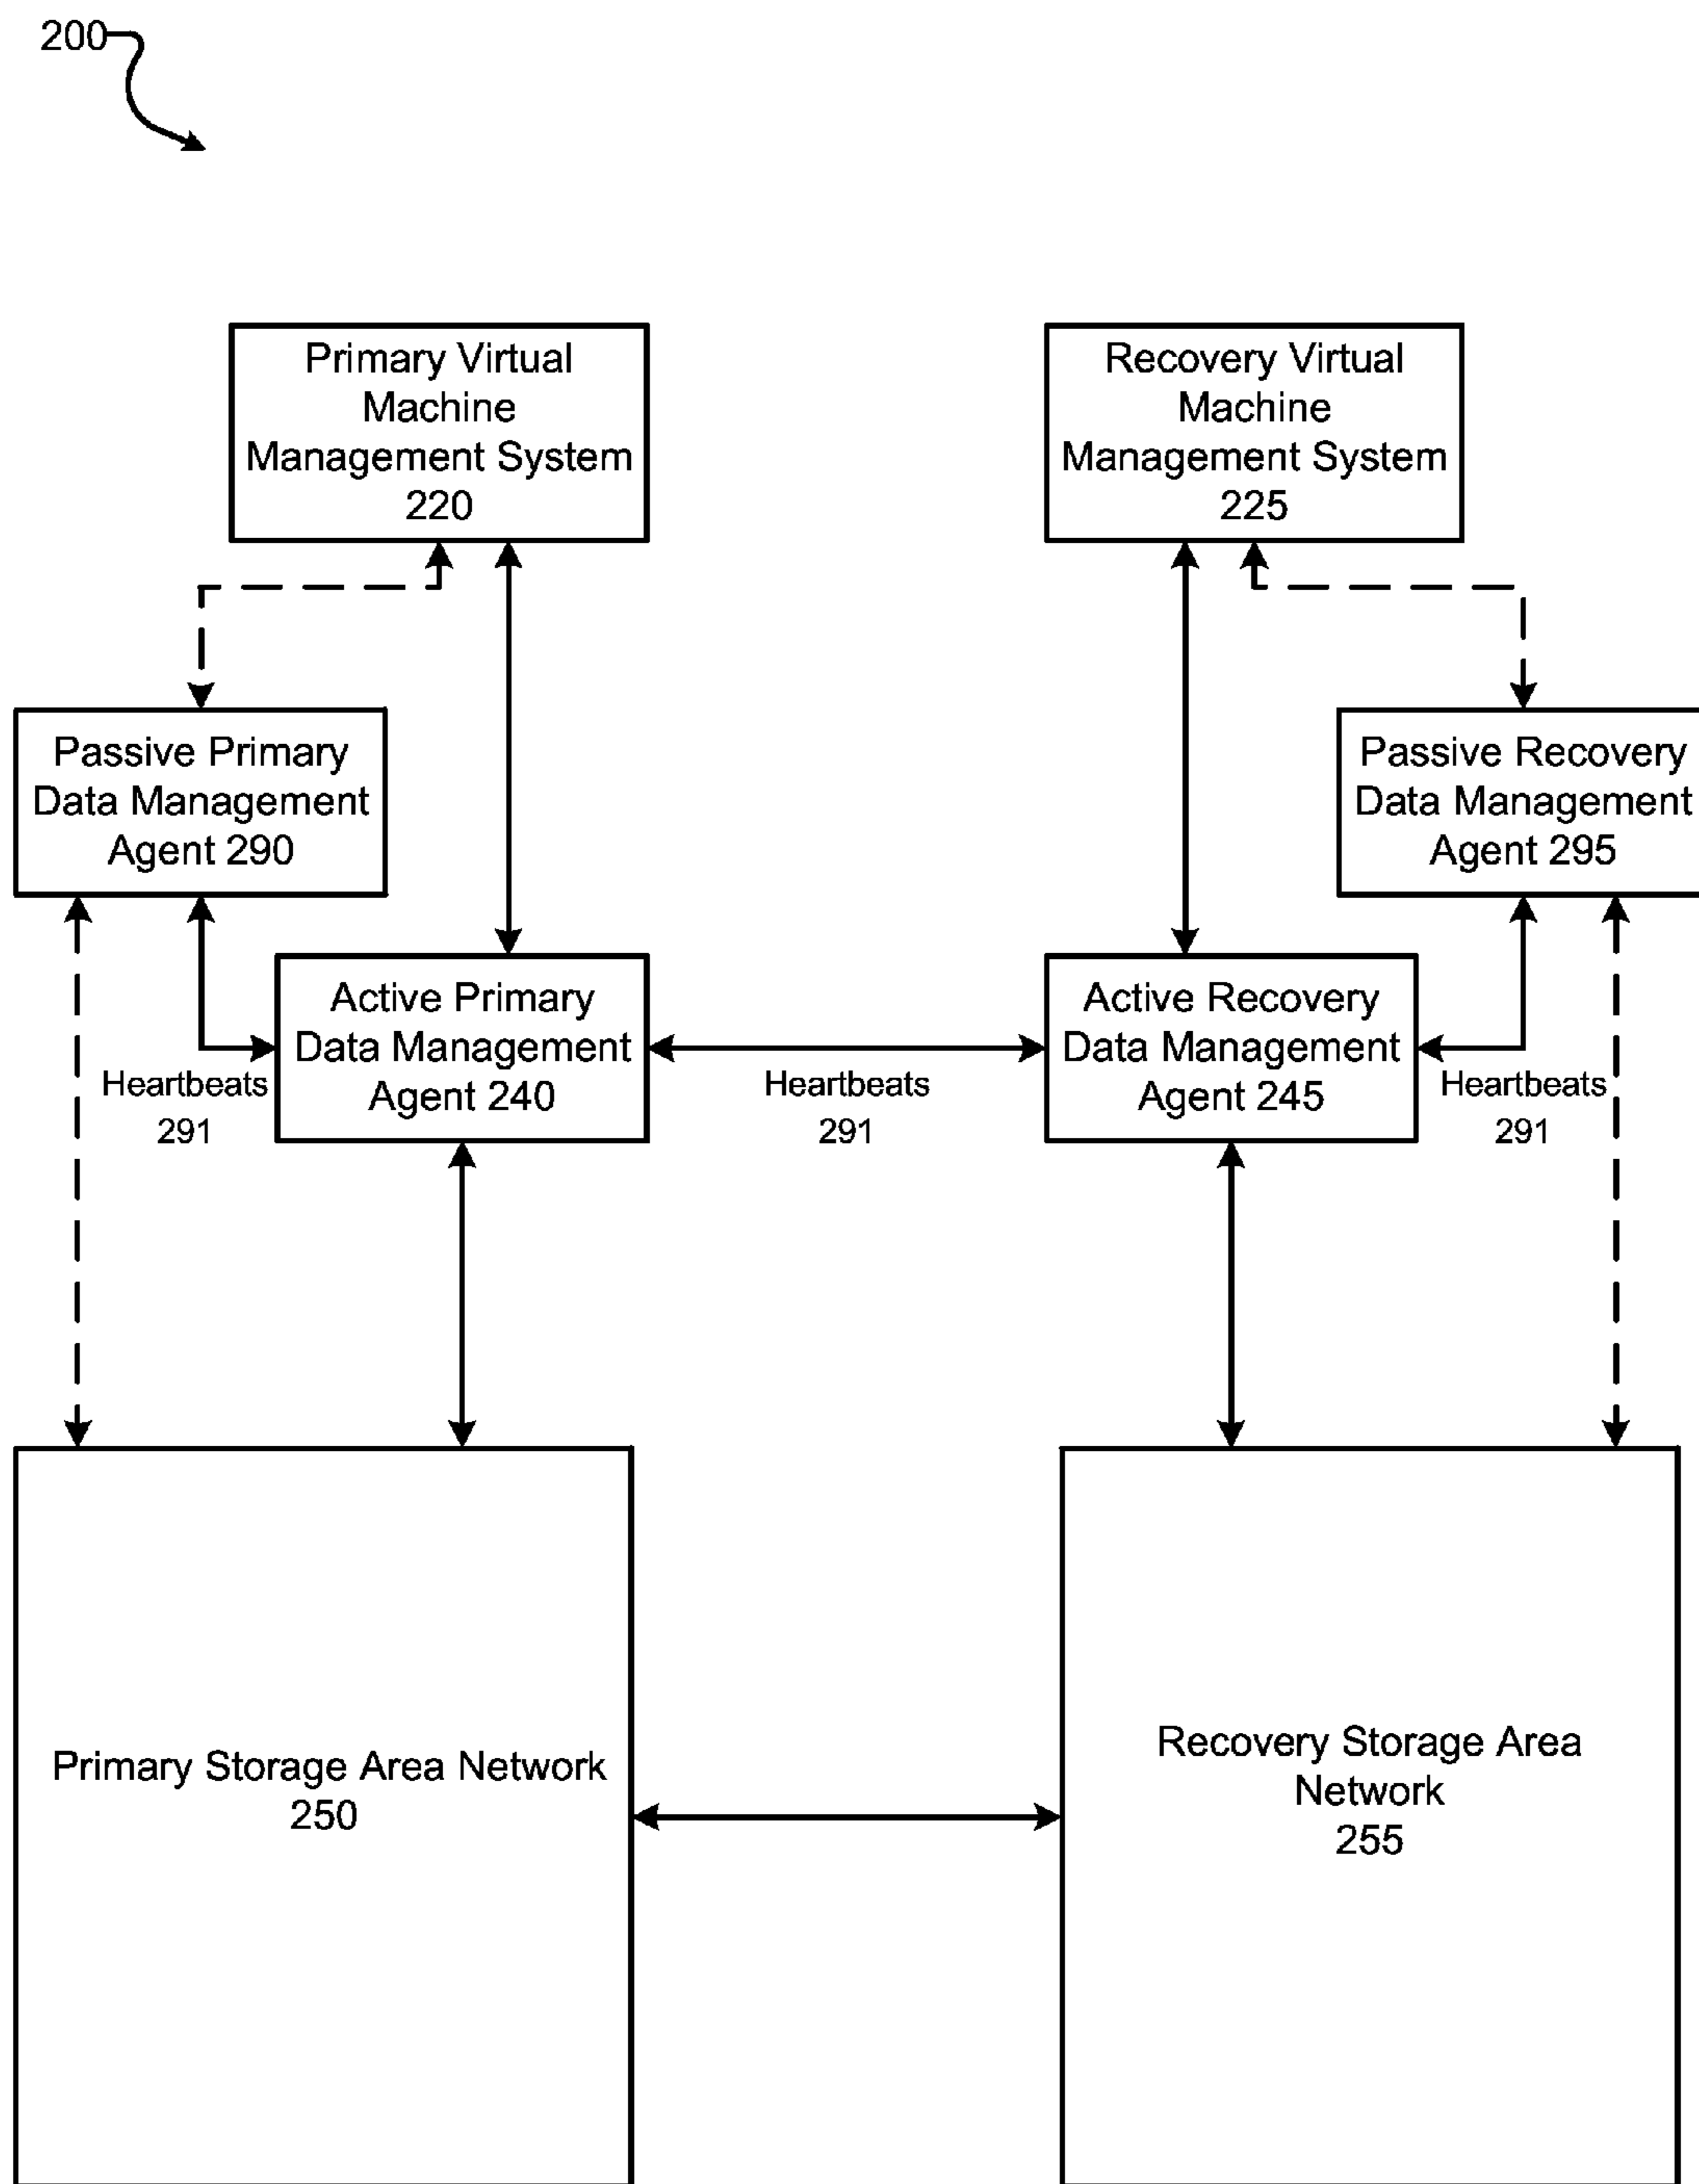 200
Primary Virtual
Machine
Management System
220
Recovery Virtual
Machine
Management System
225
Passive Primary
Data Management
Agent 290
Passive Recovery
Data Management
Agent 295
Active Primary
Data Management
Agent 240
Active Recovery
Data Management
Agent 245
Heartbeats
291
Heartbeats
291
Heartbeats
291
Primary Storage Area Network
250
Recovery Storage Area
Network
255